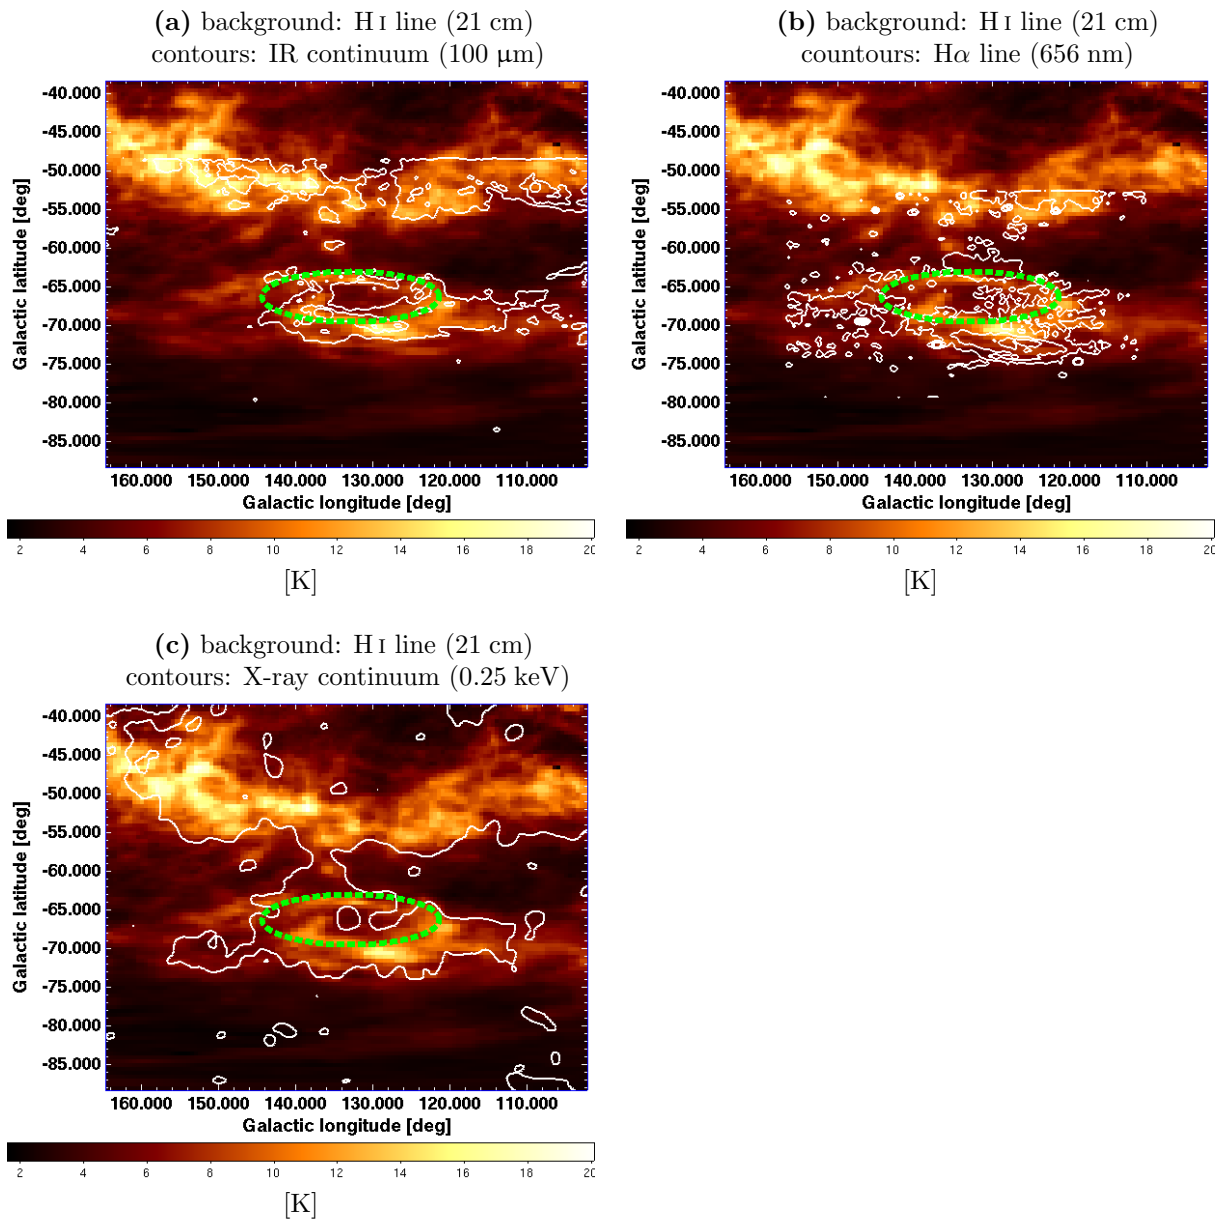 (a) background: H I line (21 cm)
contours: IR continuum (100 μm)
-40.000
-45.000
-50.000
-55.000
-60.000
-65.000
-70.000
-75.000
-80.000
-85.000
Galactic latitude [deg]
160.000 150.000 140.000 130.000 120.000 110.000
Galactic longitude [deg]
2 4 6 8 10 12 14 16 18 20
[K]
(b) background: H I line (21 cm)
countours: Hα line (656 nm)
-40.000
-45.000
-50.000
-55.000
-60.000
-65.000
-70.000
-75.000
-80.000
-85.000
Galactic latitude [deg]
160.000 150.000 140.000 130.000 120.000 110.000
Galactic longitude [deg]
2 4 6 8 10 12 14 16 18 20
[K]
(c) background: H I line (21 cm)
contours: X-ray continuum (0.25 keV)
-40.000
-45.000
-50.000
-55.000
-60.000
-65.000
-70.000
-75.000
-80.000
-85.000
Galactic latitude [deg]
160.000 150.000 140.000 130.000 120.000 110.000
Galactic longitude [deg]
2 4 6 8 10 12 14 16 18 20
[K]